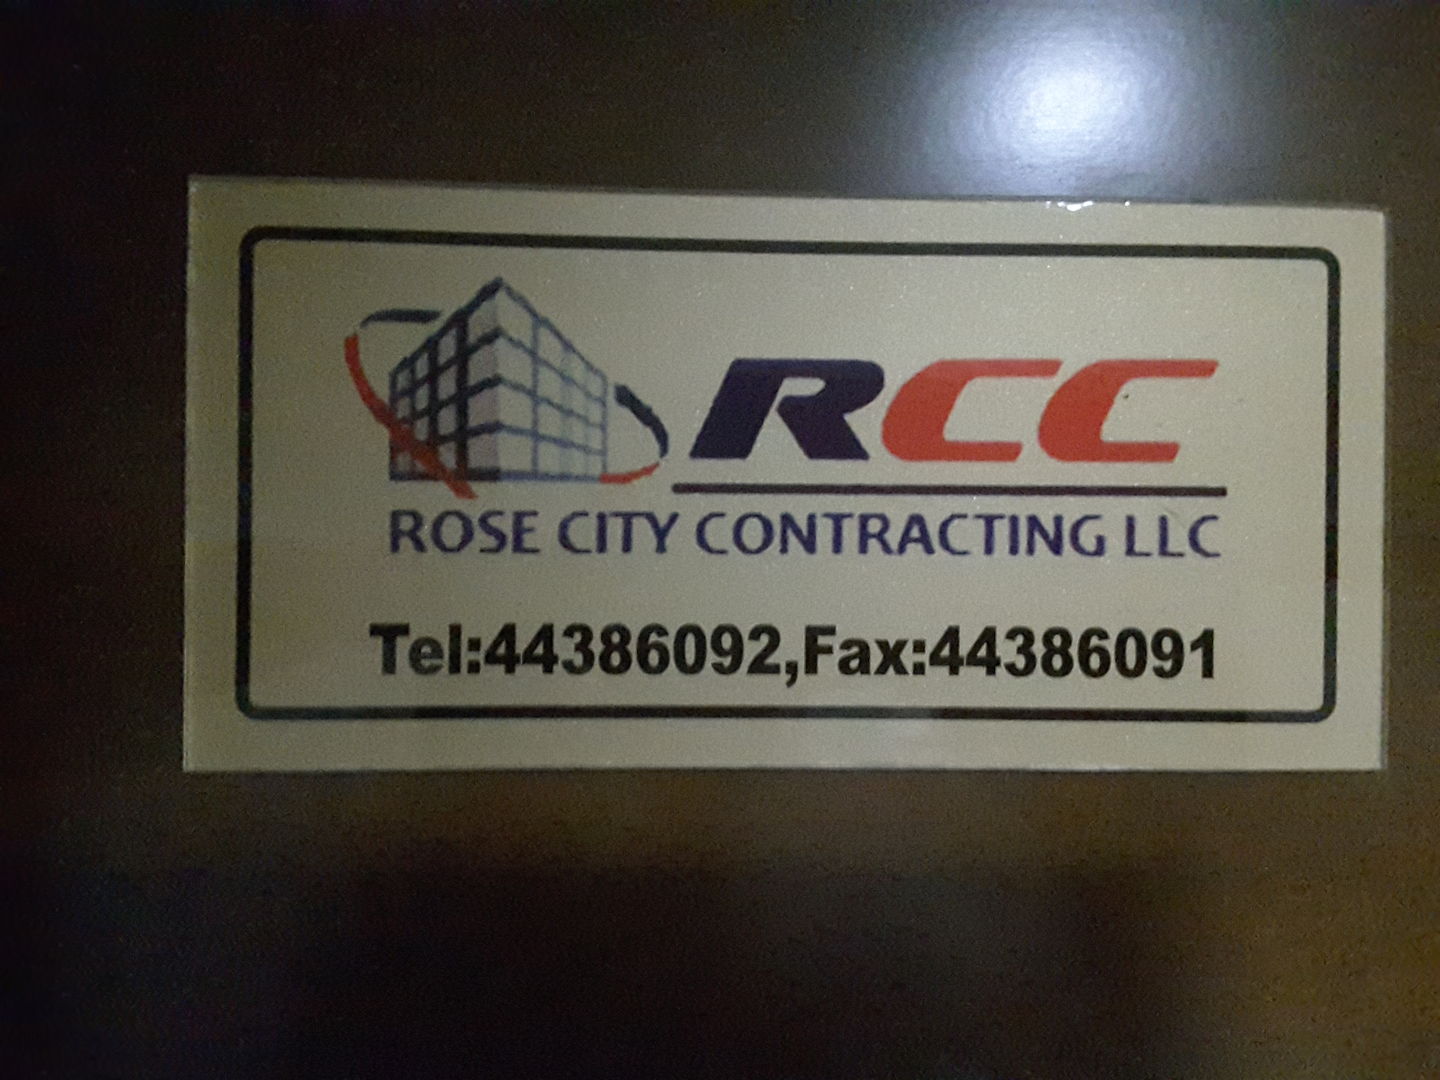 RCC
ROSE CITY CONTRACTING LLC
Tel:44386092,Fax:44386091